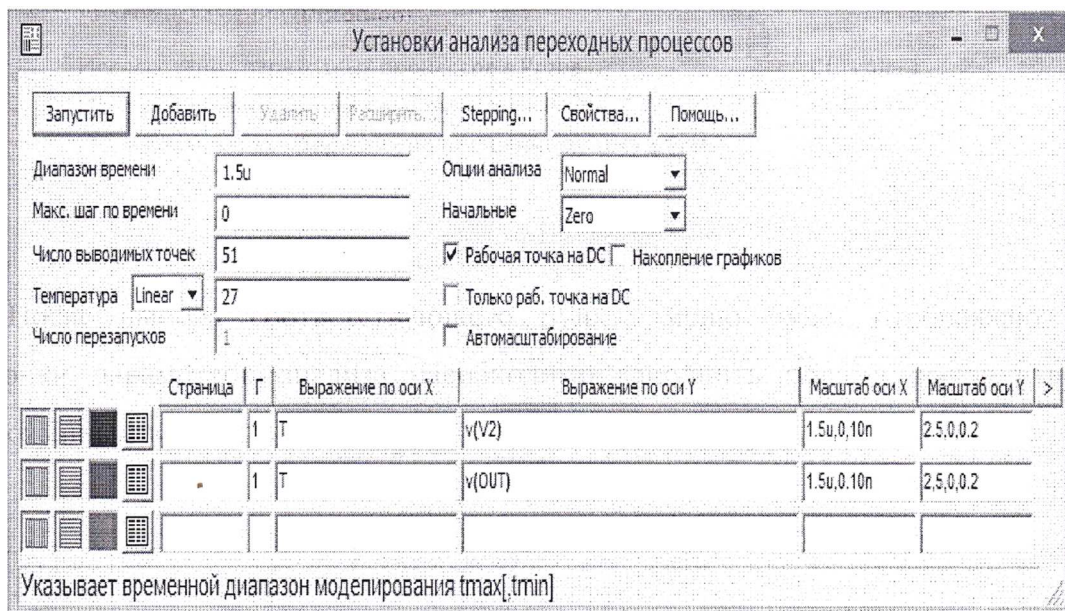 Установки анализа переходных процессов
Запустить Добавить Удалить Расширить... Stepping... Свойства... Помощь...
Диапазон времени 1.5u Опции анализа Normal
Макс. шаг по времени 0 Начальные Zero
Число выводимых точек 51 Рабочая точка на DC Накопление графиков
Температура Linear 27 Только раб. точка на DC
Число перезапусков 1 Автомасштабирование
Страница Г Выражение по оси X Выражение по оси Y Масштаб оси X Масштаб оси Y >
1 T v(V2) 1.5u,0,10n 2.5,0,0.2
1 T v(OUT) 1.5u,0.10n 2,5,0,0.2
Указывает временной диапазон моделирования tmax[,tmin]